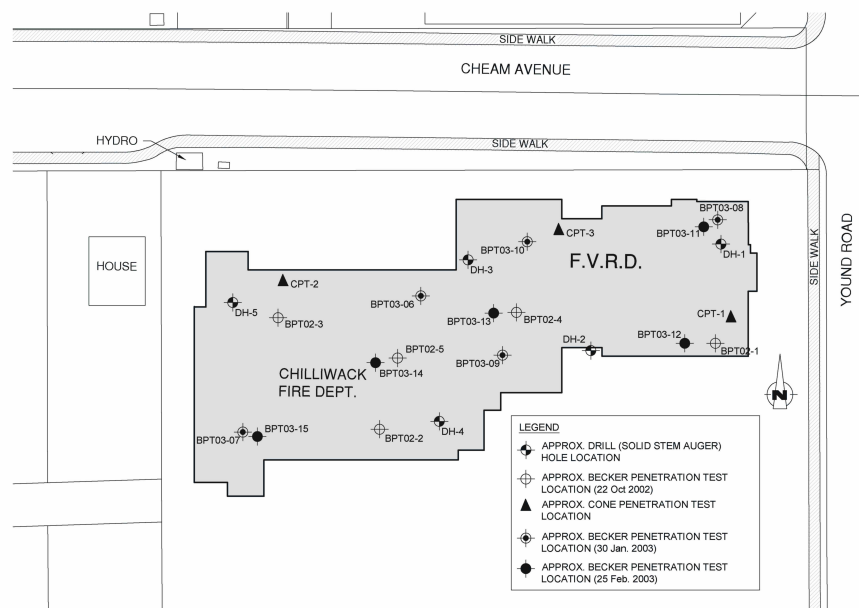 SIDE WALK
CHEAM AVENUE
HYDRO
SIDE WALK
BPT03-08
BPT03-11
CPT-3
BPT03-10
DH-1
F.V.R.D.
DH-3
HOUSE
SIDE WALK
YOUND ROAD
CPT-2
BPT03-06
DH-5
BPT02-3
BPT03-13
BPT02-4
CPT-1
BPT03-12
DH-2
BPT02-1
BPT02-5
BPT03-09
BPT03-14
CHILLIWACK
FIRE DEPT.
N
BPT03-15
BPT03-07
BPT02-2
DH-4
LEGEND
APPROX. DRILL (SOLID STEM AUGER)
HOLE LOCATION
APPROX. BECKER PENETRATION TEST
LOCATION (22 Oct 2002)
APPROX. CONE PENETRATION TEST
LOCATION
APPROX. BECKER PENETRATION TEST
LOCATION (30 Jan. 2003)
APPROX. BECKER PENETRATION TEST
LOCATION (25 Feb. 2003)